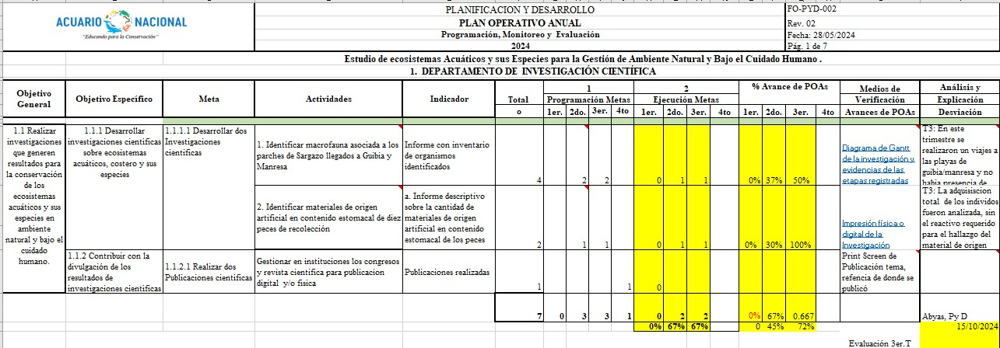 ACUARIO NACIONAL
"Educando para la Conservación"
PLANIFICACION Y DESARROLLO
PLAN OPERATIVO ANUAL
Programación, Monitoreo y Evaluación
2024
FO-PYD-002
Rev. 02
Fecha: 28/05/2024
Pág. 1 de 7
Estudio de ecosistemas Acuáticos y sus Especies para la Gestión de Ambiente Natural y Bajo el Cuidado Humano .
1. DEPARTAMENTO DE INVESTIGACIÓN CIENTÍFICA
Objetivo General
Objetivo Específico
Meta
Actividades
Indicador
Total
o
1
Programación Metas
1er. 2do. 3er. 4to
2
Ejecución Metas
1er. 2do. 3er. 4to
% Avance de POAs
1er. 2do. 3er. 4to
Medios de
Verificación
Avances de POAs
Análisis y
Explicación
Desviación
1.1 Realizar
investigaciones
que generen
resultados para
la conservación
de los
ecosistemas
acuáticos y sus
especies en
ambiente
natural y bajo el
cuidado
humano.
1.1.1 Desarrollar
investigaciones científicas
sobre ecosistemas
acuáticos, costero y sus
especies
1.1.1.1 Desarrollar dos
Investigaciones
cientificas
1. Identificar macrofauna asociada a los
parches de Sargazo llegados a Guibia y
Manresa
Informe con inventario
de organismos
identificados
4 2 2 0 1 1 0% 37% 50%
Diagrama de Gantt
de la investigación y
evidencias de las
etapas registradas
T3: En este
trimestre se
realizaron un viajes a
las playas de
guibia/manresa y no
habia presencia de
2. Identificar materiales de origen
artificial en contenido estomacal de diez
peces de recolección
a. Informe descriptivo
sobre la cantidad de
materiales de origen
artificial en contenido
estomacal de los peces
2 1 1 0 1 1 0% 30% 100%
Impresión física o
digital de la
Investigación
T3: La adquisiscion
total de los individos
fueron analizada, sin
el reactivo requerido
para el hallazgo del
material de origen
1.1.2 Contribuir con la
divulgación de los
resultados de
investigaciones científicas
1.1.2.1 Realizar dos
Publicaciones científicas
Gestionar en instituciones los congresos
y revista cientifica para publicacion
digital y/o fisica
Publicaciones realizadas
1 1 0
Print Screen de
Publicación tema,
refencia de donde se
publicó
7 0 3 3 1 0 2 2 0% 67% 0.667
Abyas, Py D
0% 67% 67% 0 45% 72% 15/10/2024
Evaluación 3er.T